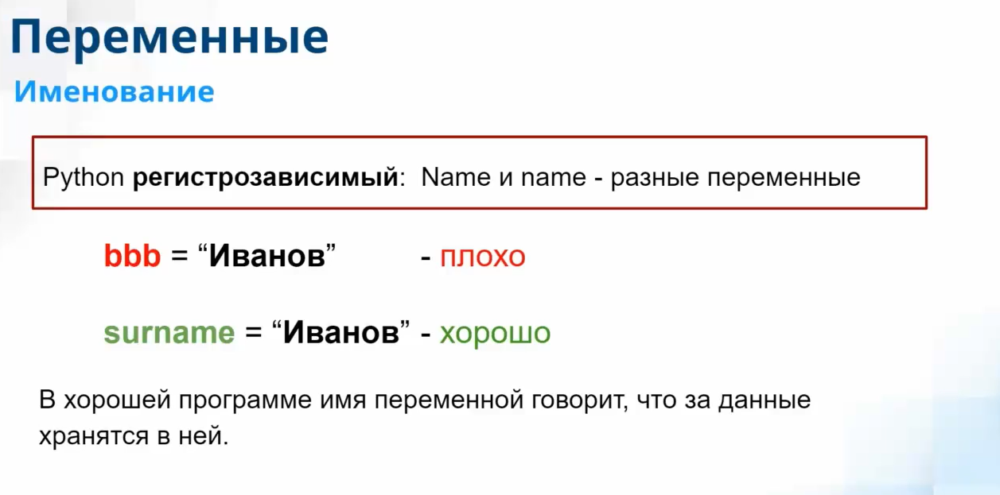 Переменные
Именование
Python регистрозависимый: Name и name - разные переменные
bbb = “Иванов” - плохо
surname = “Иванов” - хорошо
В хорошей программе имя переменной говорит, что за данные
хранятся в ней.